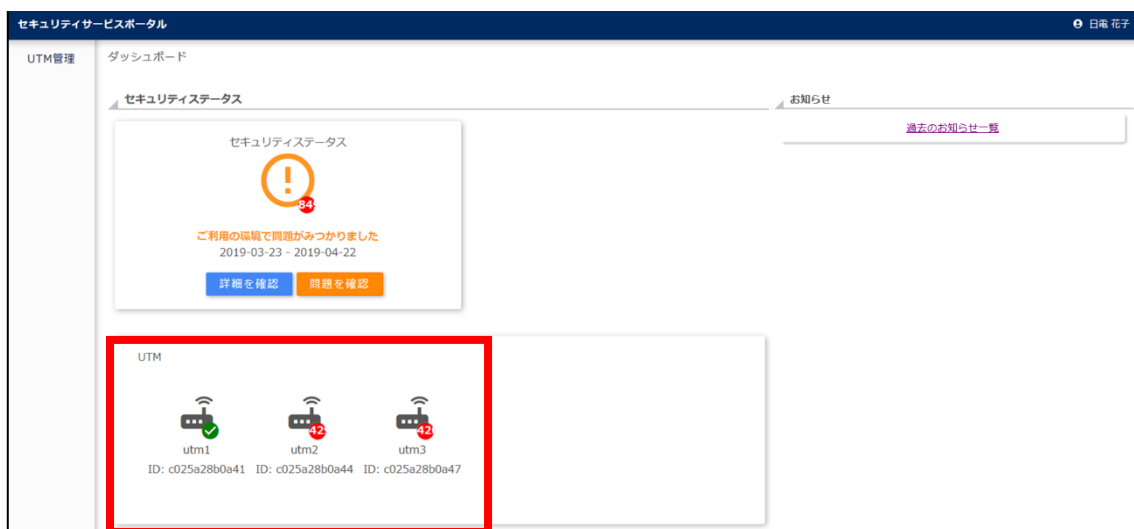 セキュリティサービスポータル
日電 花子
UTM管理
ダッシュボード
セキュリティステータス
お知らせ
過去のお知らせ一覧
セキュリティステータス
84
ご利用の環境で問題がみつかりました
2019-03-23 - 2019-04-22
詳細を確認
問題を確認
UTM
42
42
utm1
utm2
utm3
ID: c025a28b0a41
ID: c025a28b0a44
ID: c025a28b0a47